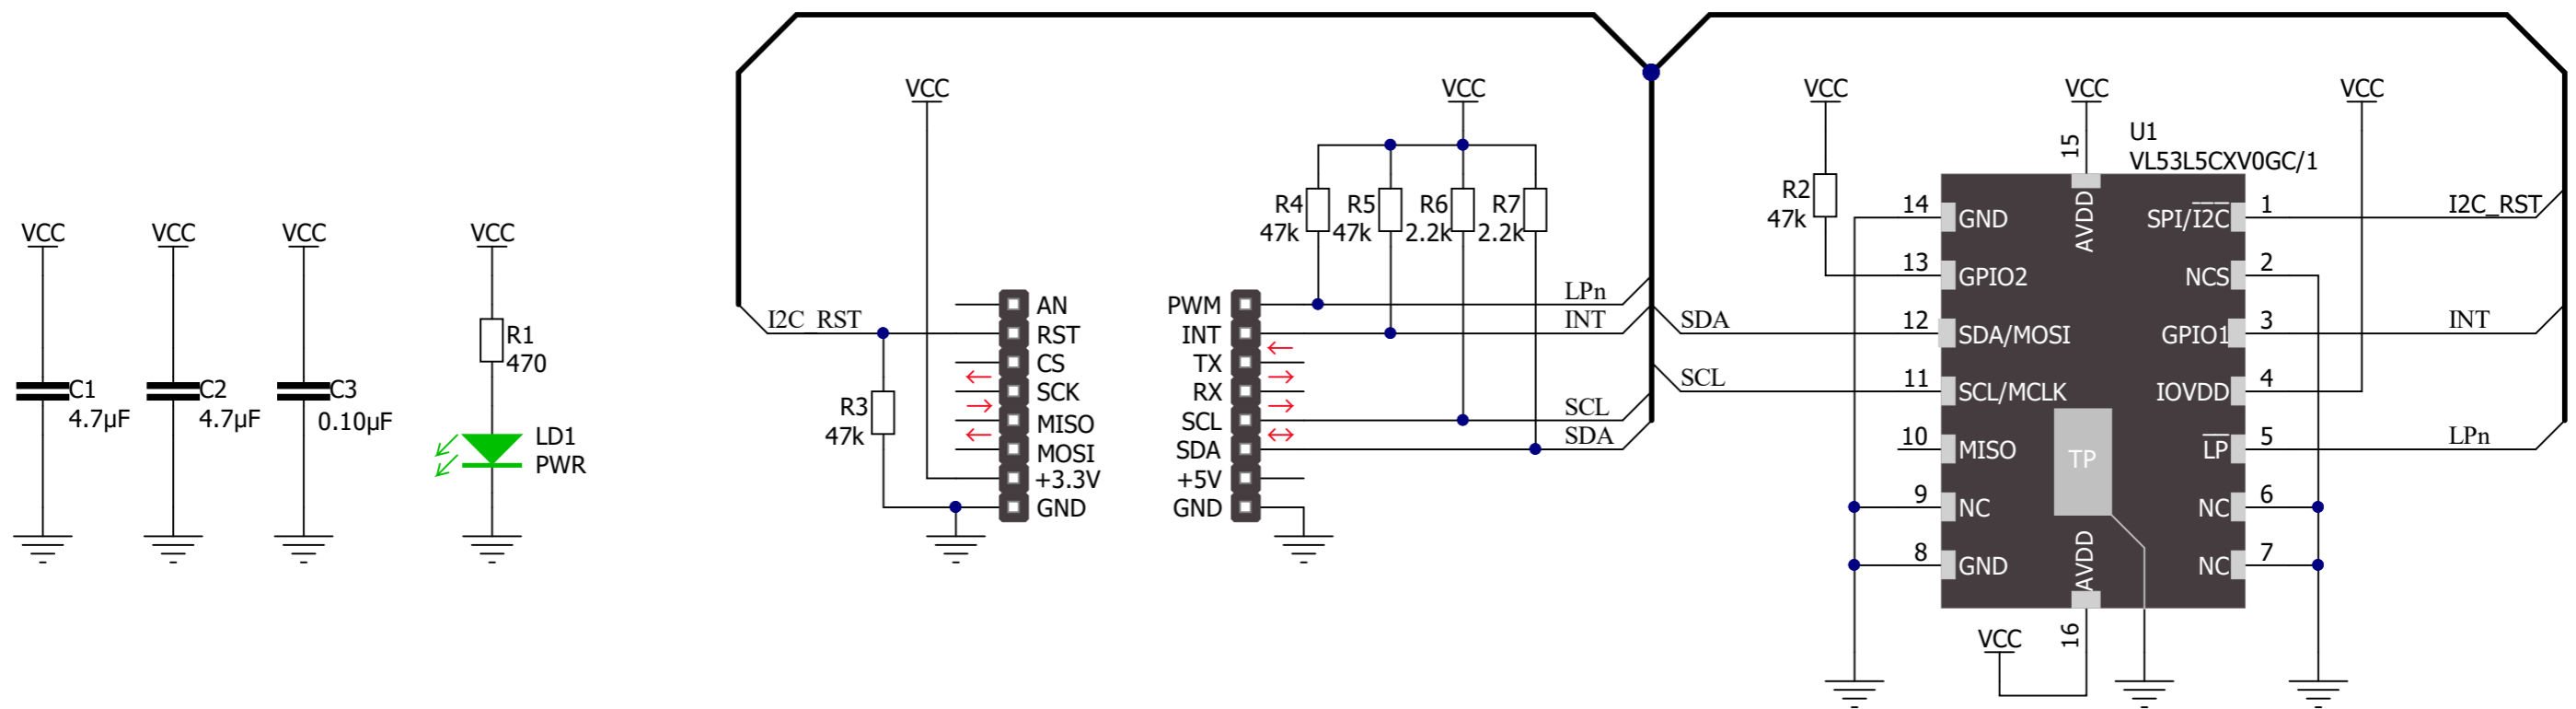 VCC
C1
4.7µF
VCC
C2
4.7µF
VCC
C3
0.10µF
VCC
R1
470
LD1
PWR
I2C_RST
VCC
R3
47k
AN
RST
CS
SCK
MISO
MOSI
+3.3V
GND
PWM
INT
TX
RX
SCL
SDA
+5V
GND
VCC
R4
47k
R5
47k
R6
2.2k
R7
2.2k
LPn
INT
SCL
SDA
SDA
SCL
VCC
R2
47k
VCC
15
U1
VL53L5CXV0GC/1
VCC
14
GND
13
GPIO2
12
SDA/MOSI
11
SCL/MCLK
10
MISO
9
NC
8
GND
AVDD
TP
AVDD
SPI/I2C
1
NCS
2
GPIO1
3
IOVDD
4
LP
5
NC
6
NC
7
I2C_RST
INT
LPn
VCC
16